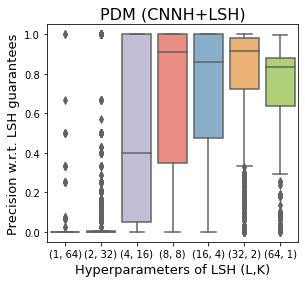 PDM (CNNH+LSH)
Precision w.r.t. LSH guarantees
1.0
0.8
0.6
0.4
0.2
0.0
(1, 64) (2, 32) (4, 16) (8, 8) (16, 4) (32, 2) (64, 1)
Hyperparameters of LSH (L,K)